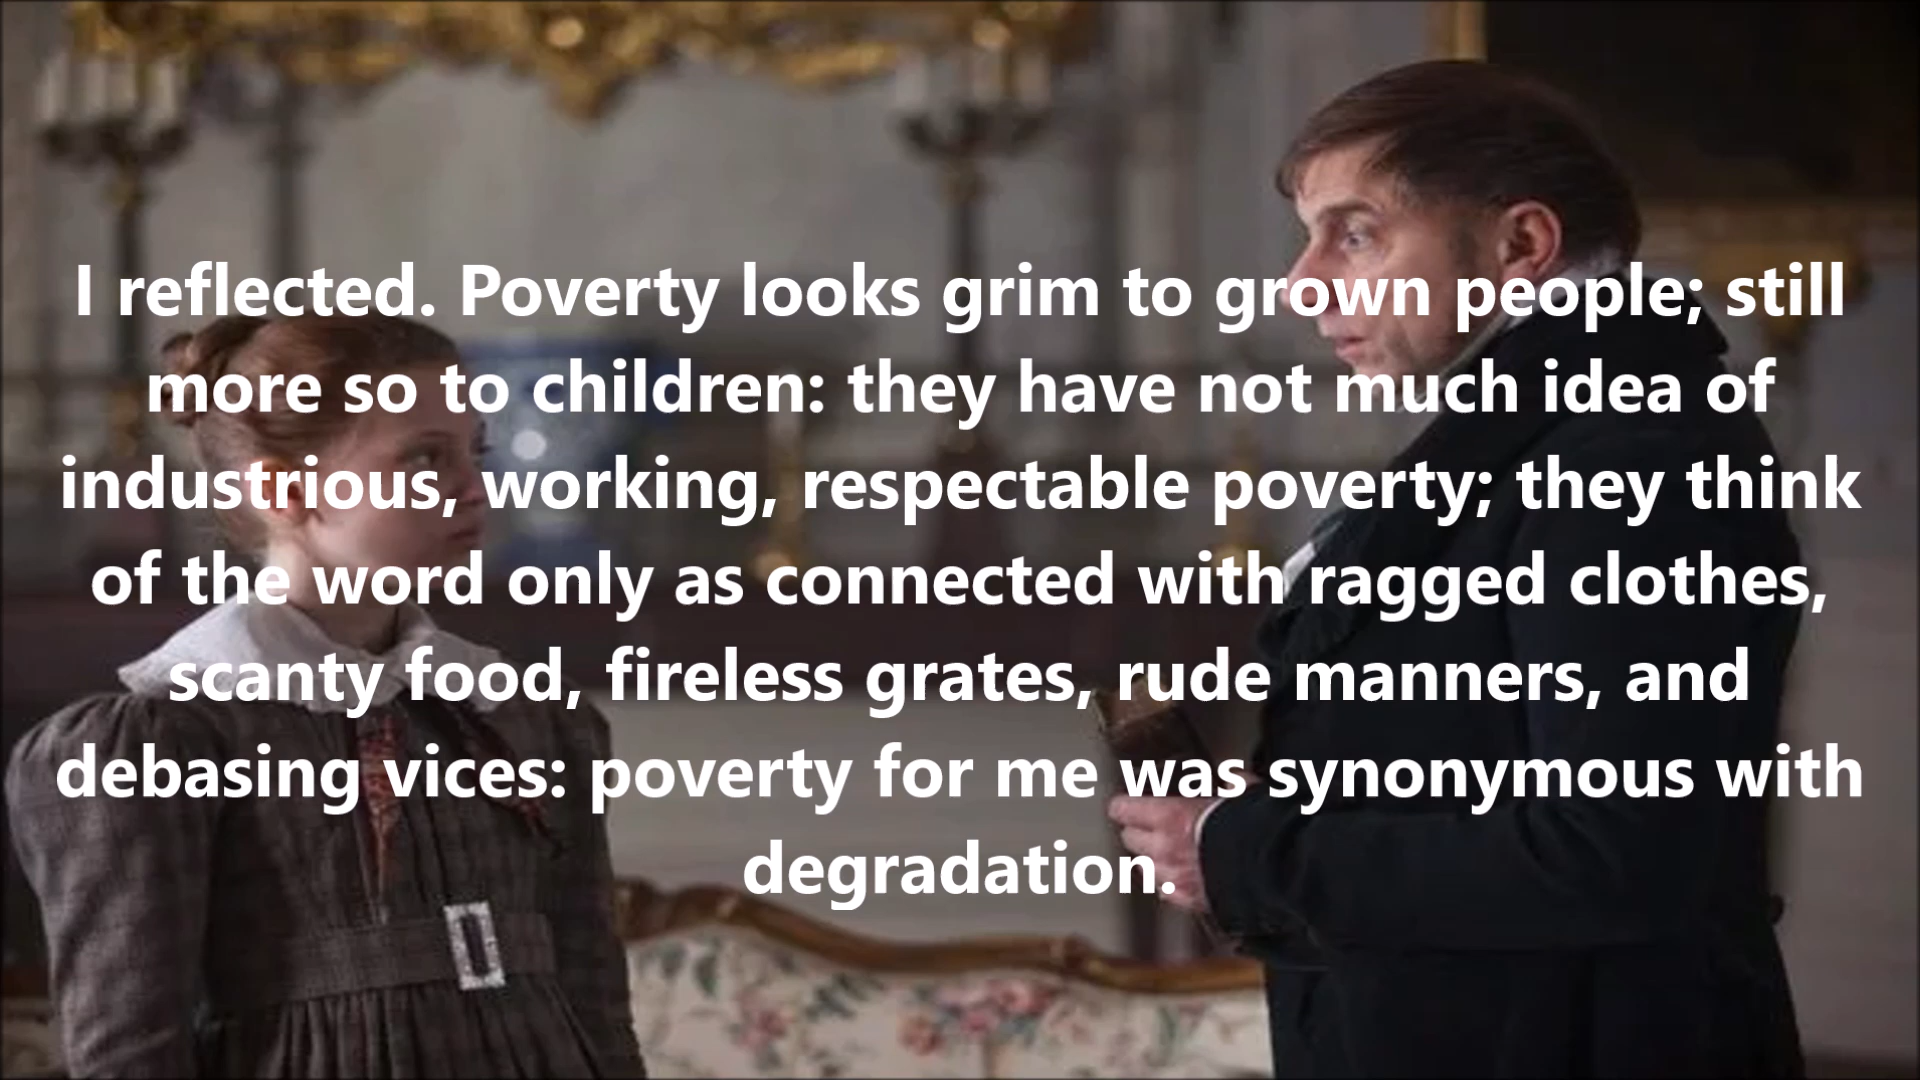 I reflected. Poverty looks grim to grown people; still
more so to children: they have not much idea of
industrious, working, respectable poverty; they think
of the word only as connected with ragged clothes,
scanty food, fireless grates, rude manners, and
debasing vices: poverty for me was synonymous with
degradation.